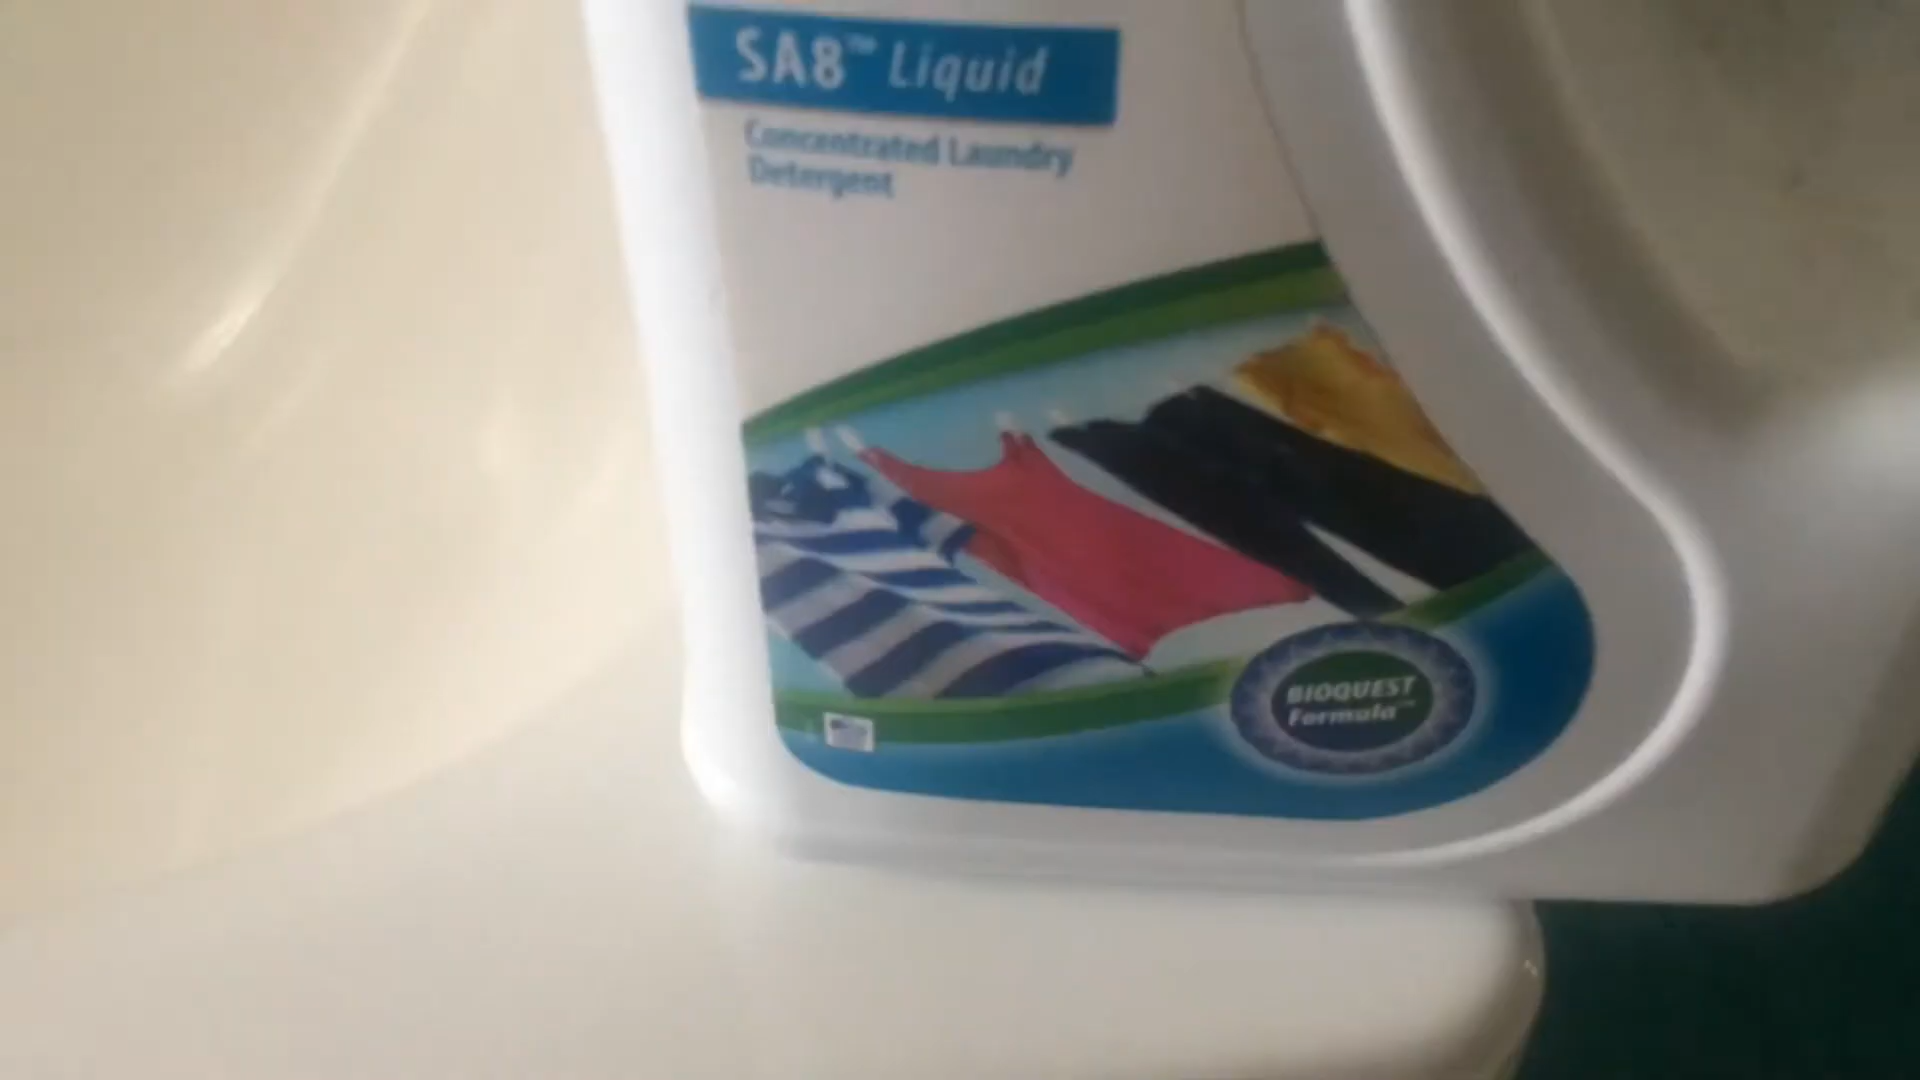 SA8™ Liquid
Concentrated Laundry
Detergent
BIOQUEST
Formula™